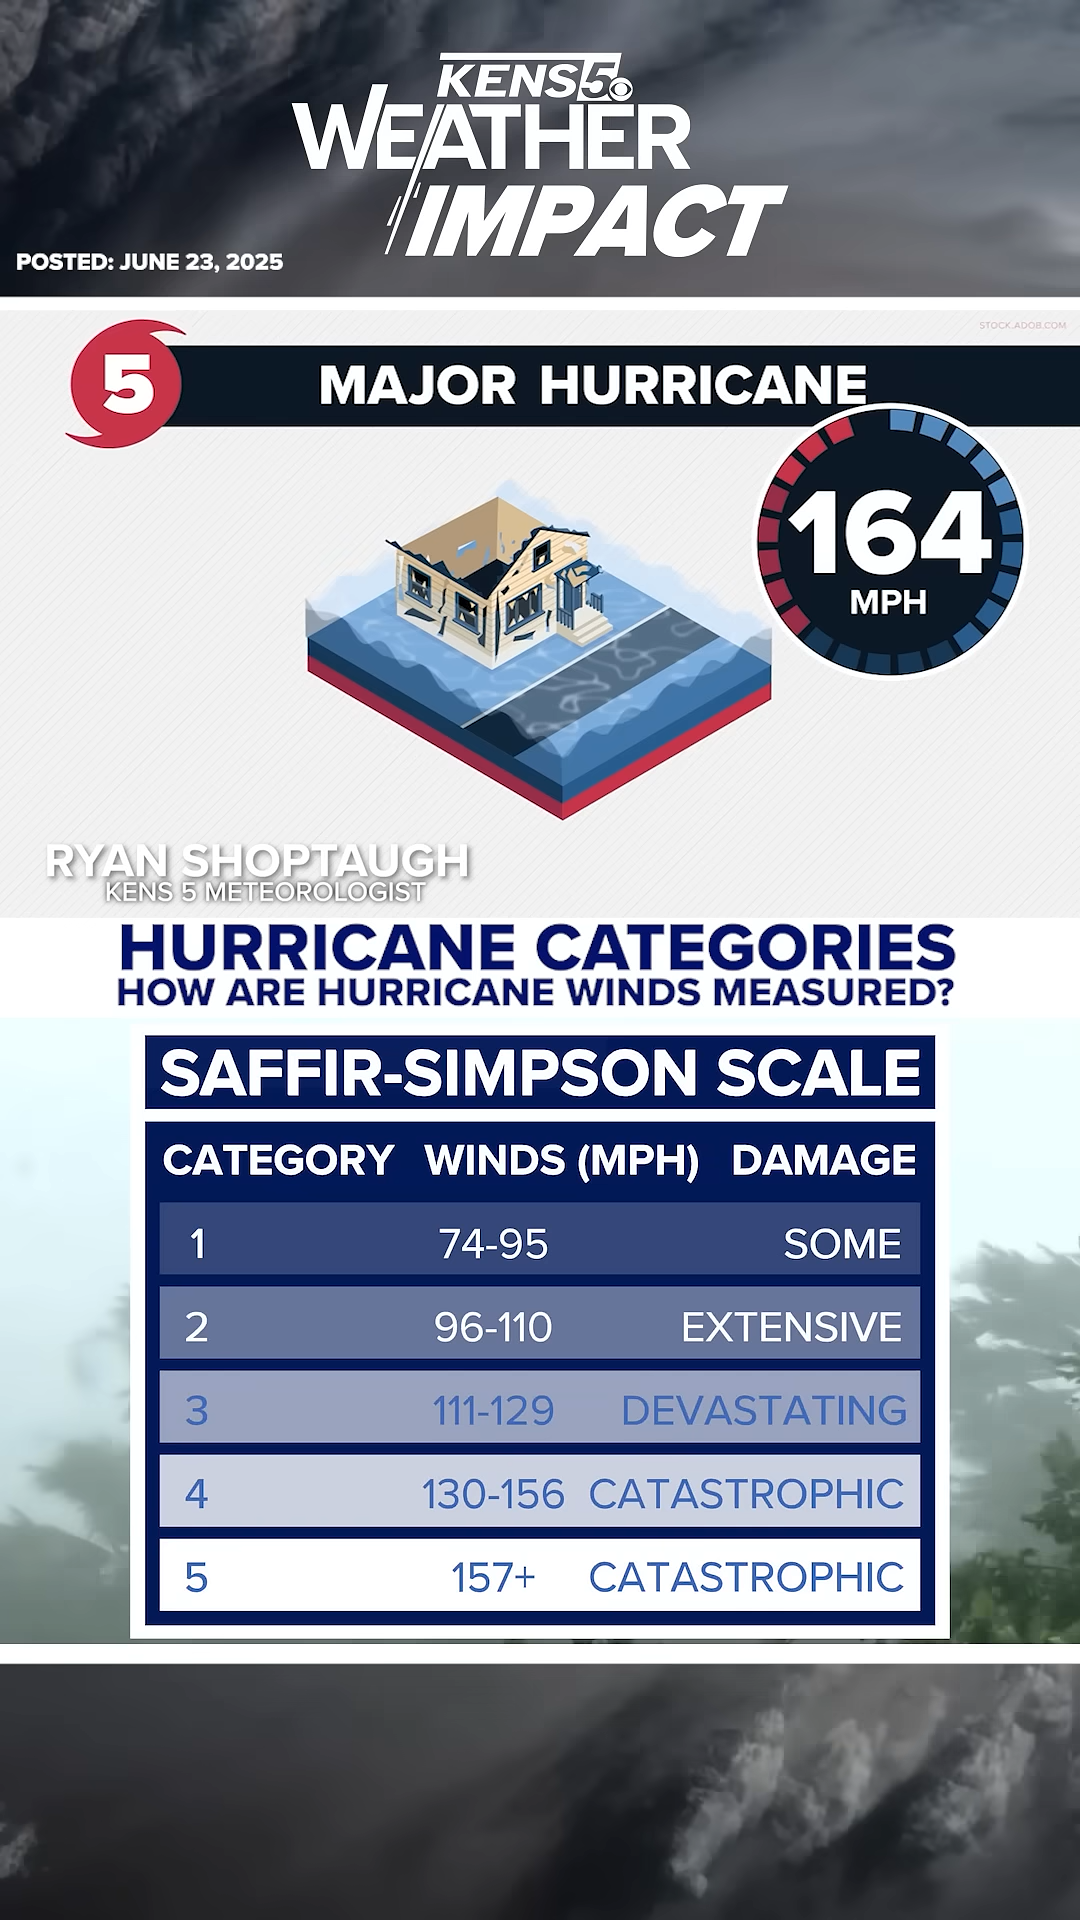 KENS 5
WEATHER
IMPACT
POSTED: JUNE 23, 2025
STOCK.ADOB.COM
5
MAJOR HURRICANE
164
MPH
RYAN SHOPTAUGH
KENS 5 METEOROLOGIST
HURRICANE CATEGORIES
HOW ARE HURRICANE WINDS MEASURED?
SAFFIR-SIMPSON SCALE
CATEGORY WINDS (MPH) DAMAGE
1 74-95 SOME
2 96-110 EXTENSIVE
3 111-129 DEVASTATING
4 130-156 CATASTROPHIC
5 157+ CATASTROPHIC